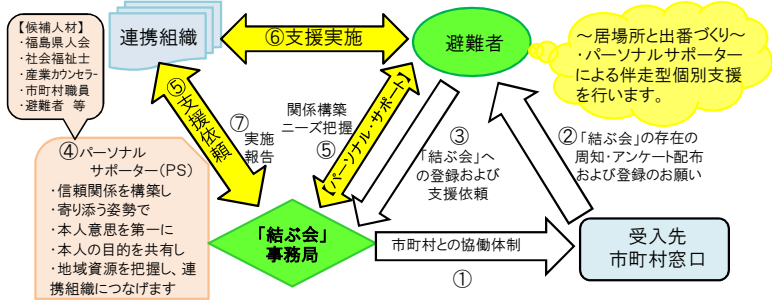 【候補人材】
・福島県人会
・社会福祉士
・産業カウンセラー
・市町村職員
・避難者 等
連携組織
⑥支援実施
避難者
～居場所と出番づくり～
・パーソナルサポーター
による伴走型個別支援
を行います。
⑤支援依頼
⑦
実施
報告
関係構築
ニーズ把握
⑤
【パーソナル・サポート】
③
「結ぶ会」へ
の登録および
支援依頼
②「結ぶ会」の存在の
周知・アンケート配布
および登録のお願い
④パーソナル
サポーター（PS）
・信頼関係を構築し
・寄り添う姿勢で
・本人意思を第一に
・本人の目的を共有し
・地域資源を把握し、連
携組織につなげます
「結ぶ会」
事務局
市町村との協働体制
①
受入先
市町村窓口